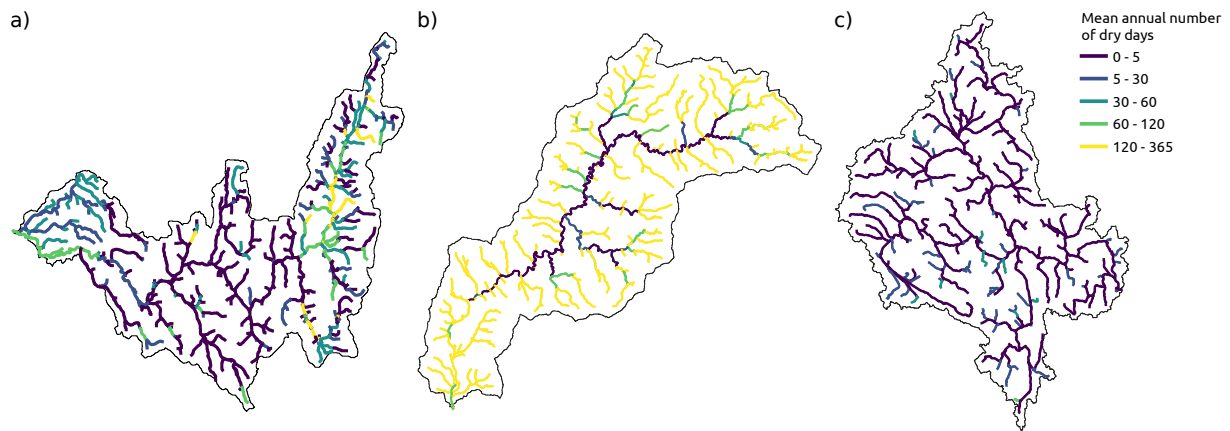 a)
b)
c)
Mean annual number
of dry days
0 - 5
5 - 30
30 - 60
60 - 120
120 - 365